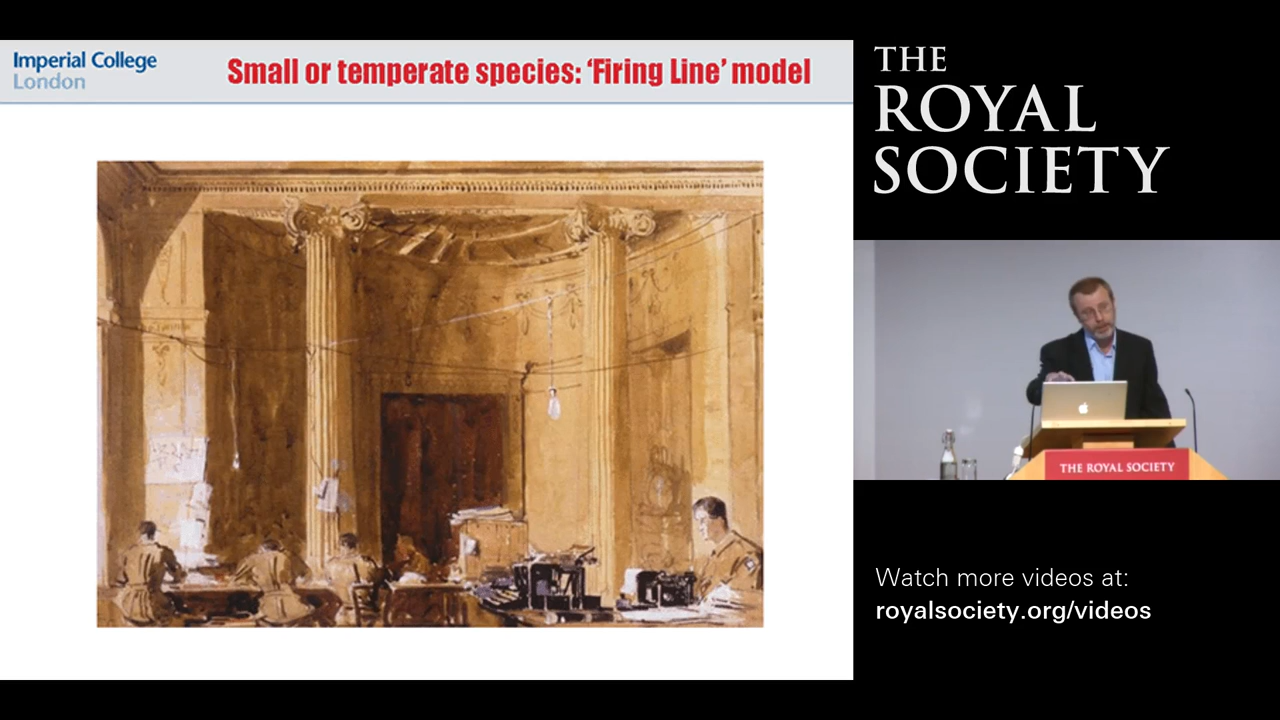 Imperial College
London
Small or temperate species: ‘Firing Line’ model
THE
ROYAL
SOCIETY
THE ROYAL SOCIETY
Watch more videos at:
royalsociety.org/videos